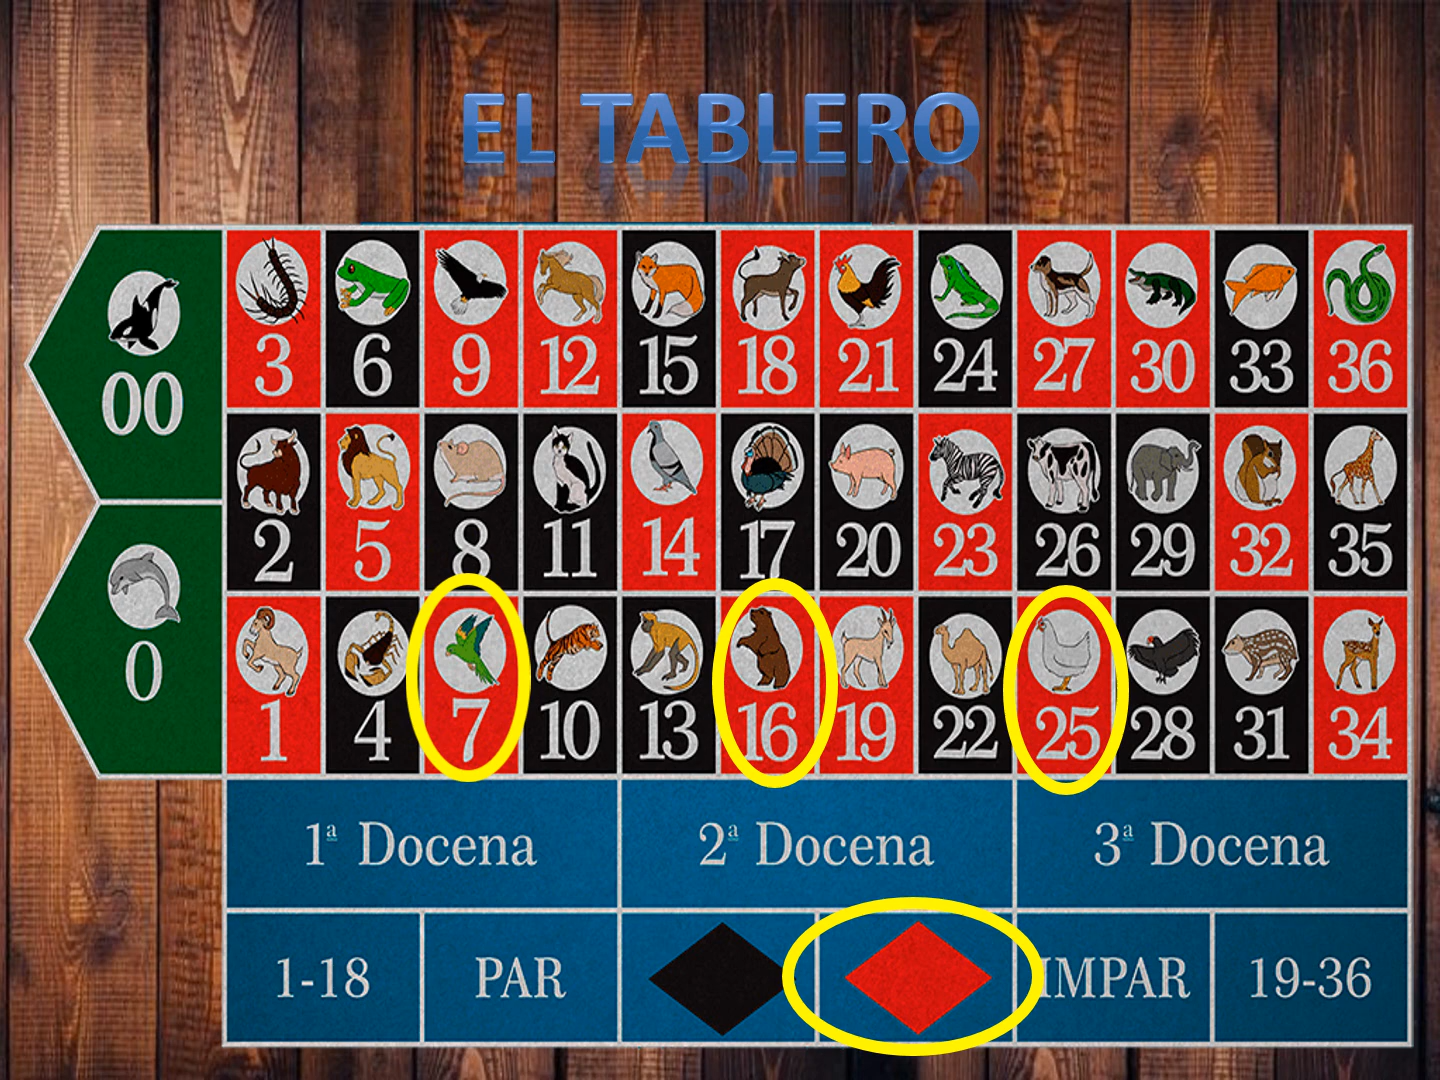 EL TABLERO
3 6 9 12 15 18 21 24 27 30 33 36
00
2 5 8 11 14 17 20 23 26 29 32 35
0
1 4 7 10 13 16 19 22 25 28 31 34
1ª Docena 2ª Docena 3ª Docena
1-18 PAR IMPAR 19-36